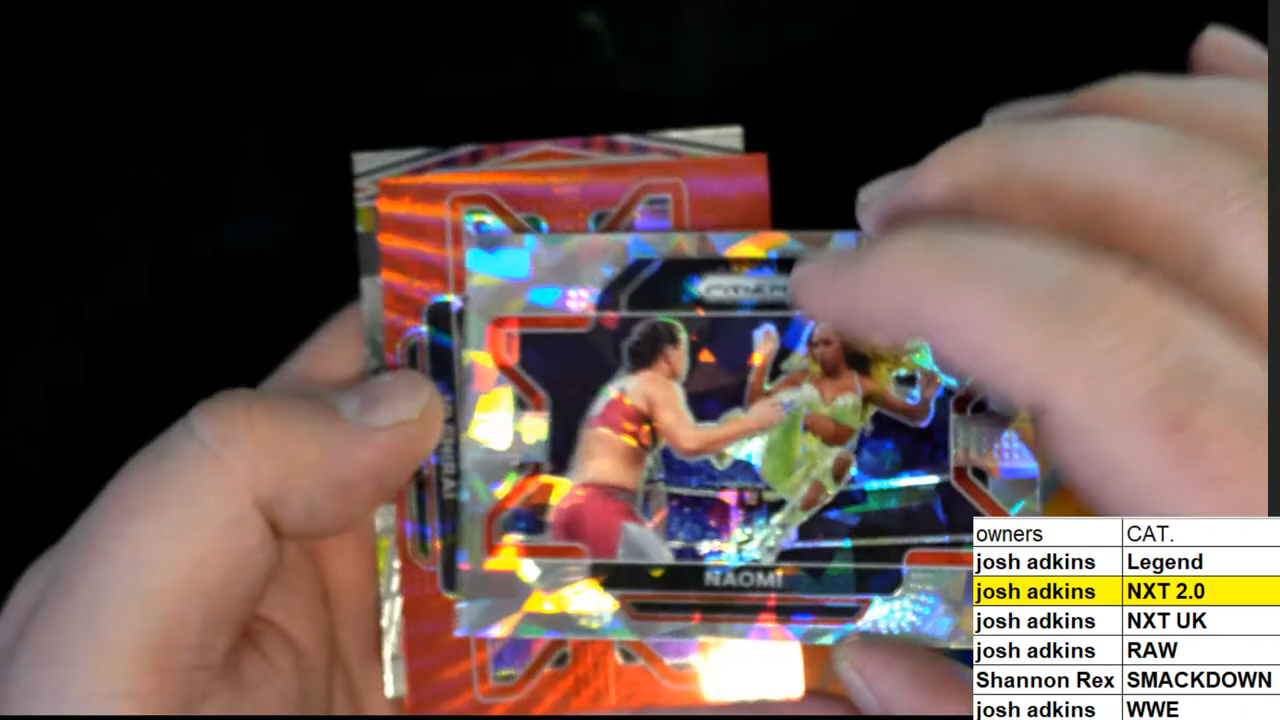 PRIZM
NAOMI
owners CAT.
josh adkins Legend
josh adkins NXT 2.0
josh adkins NXT UK
josh adkins RAW
Shannon Rex SMACKDOWN
josh adkins WWE